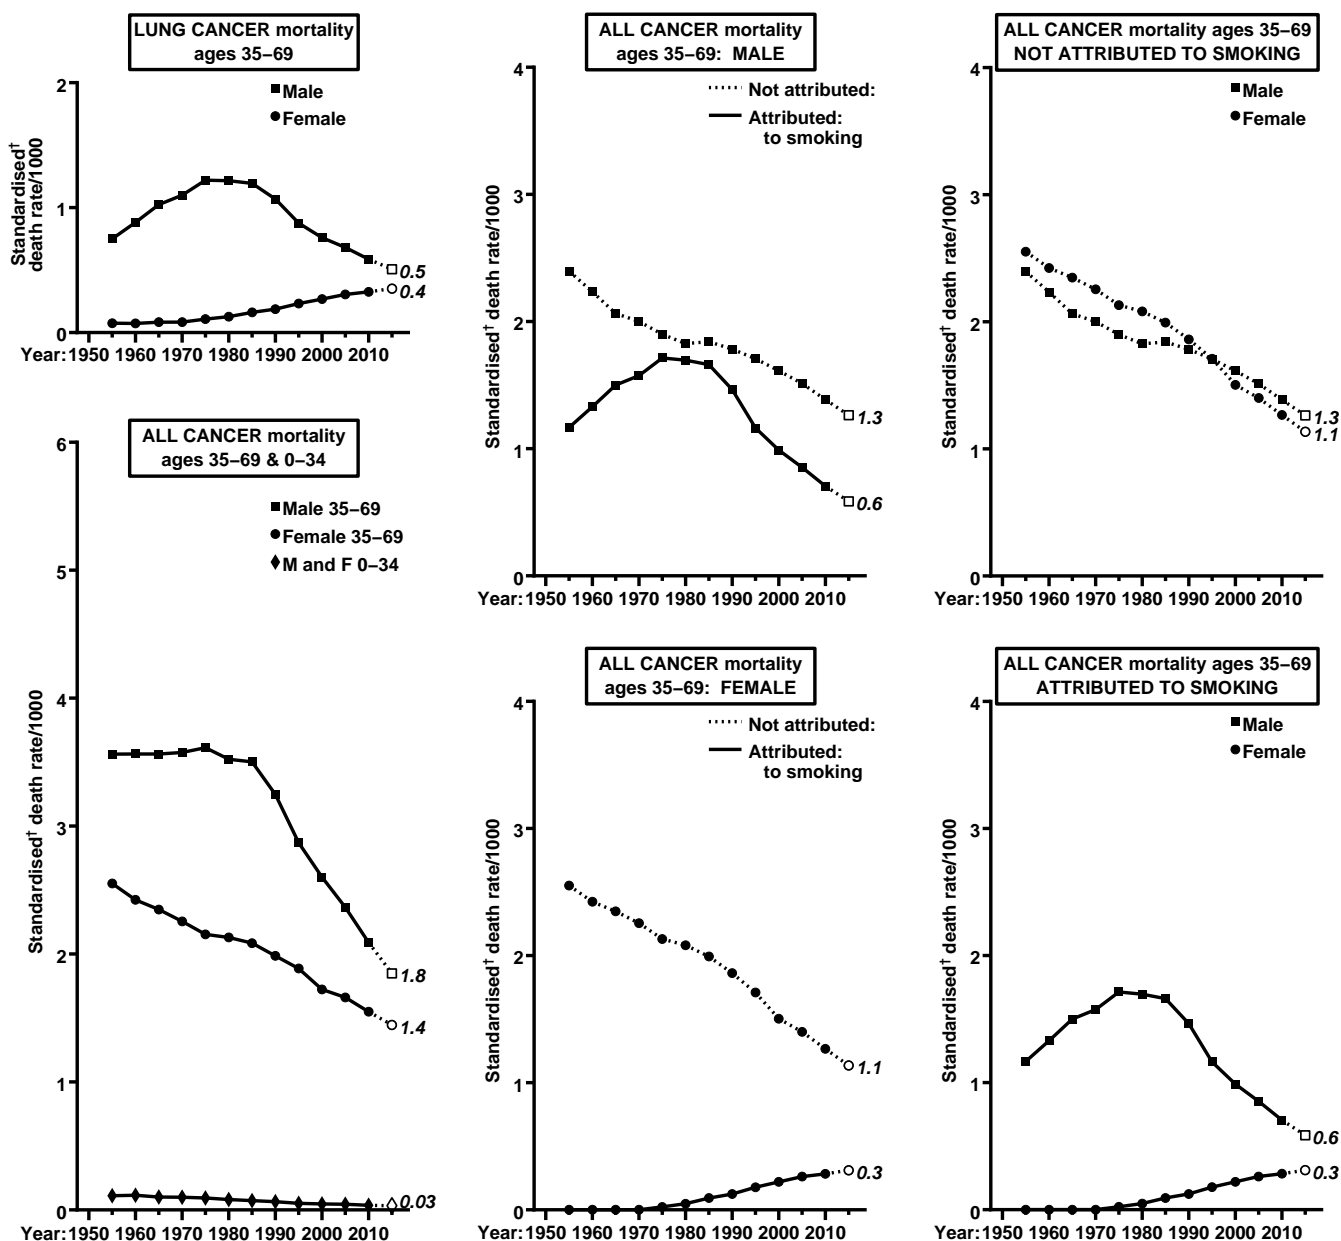 LUNG CANCER mortality
ages 35–69
2
1
0
Standardised†
death rate/1000
Male
Female
0.5
0.4
Year: 1950 1960 1970 1980 1990 2000 2010
ALL CANCER mortality
ages 35–69 & 0–34
6
5
4
3
2
1
0
Standardised† death rate/1000
Male 35–69
Female 35–69
M and F 0–34
1.8
1.4
0.03
Year: 1950 1960 1970 1980 1990 2000 2010
ALL CANCER mortality
ages 35–69: MALE
4
3
2
1
0
Standardised† death rate/1000
Not attributed:
Attributed:
to smoking
1.3
0.6
Year: 1950 1960 1970 1980 1990 2000 2010
ALL CANCER mortality
ages 35–69: FEMALE
4
3
2
1
0
Standardised† death rate/1000
Not attributed:
Attributed:
to smoking
1.1
0.3
Year: 1950 1960 1970 1980 1990 2000 2010
ALL CANCER mortality ages 35–69
NOT ATTRIBUTED TO SMOKING
4
3
2
1
0
Standardised† death rate/1000
Male
Female
1.3
1.1
Year: 1950 1960 1970 1980 1990 2000 2010
ALL CANCER mortality ages 35–69
ATTRIBUTED TO SMOKING
4
3
2
1
0
Standardised† death rate/1000
Male
Female
0.6
0.3
Year: 1950 1960 1970 1980 1990 2000 2010